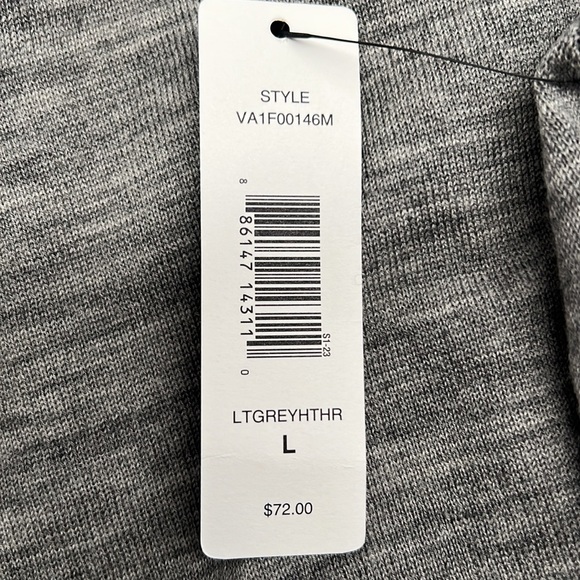 STYLE
VA1F00146M
8 86147 14311 0
S1-23
LTGREYHTHR
L
$72.00